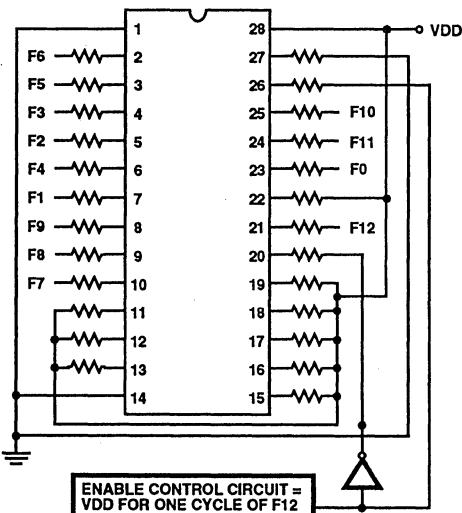 1 28 VDD
F6 2 27
F5 3 26
F3 4 25 F10
F2 5 24 F11
F4 6 23 F0
F1 7 22
F9 8 21 F12
F8 9 20
F7 10 19
11 18
12 17
13 16
14 15
ENABLE CONTROL CIRCUIT =
VDD FOR ONE CYCLE OF F12